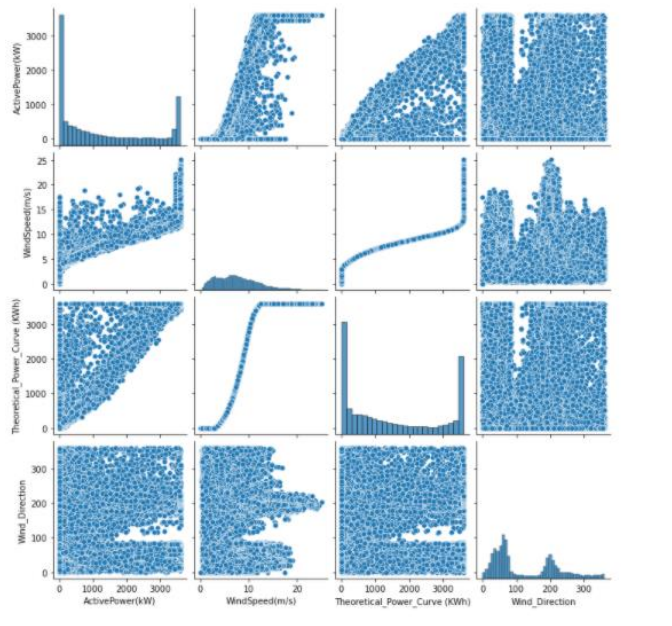 ActivePower(kW)
3000
2000
1000
0
WindSpeed(m/s)
25
20
15
10
5
0
Theoretical_Power_Curve (KWh)
3000
2000
1000
0
Wind_Direction
300
200
100
0
0 1000 2000 3000
ActivePower(kW)
0 10 20
WindSpeed(m/s)
0 1000 2000 3000
Theoretical_Power_Curve (KWh)
0 100 200 300
Wind_Direction